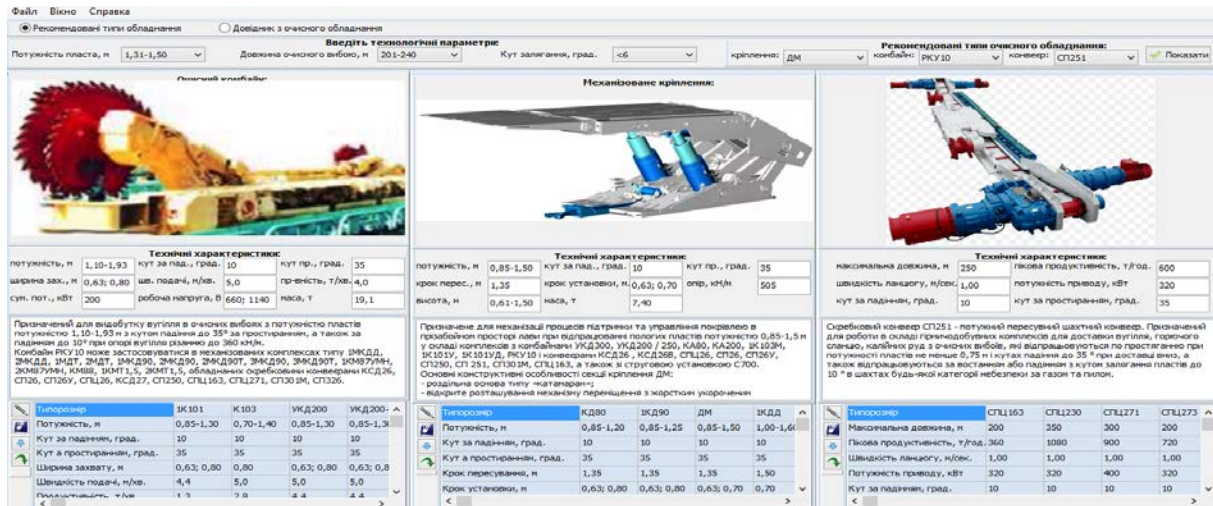 Файл Вікно Справка
Рекомендовані типи обладнання Довідник з очисного обладнання
Введіть технологічні параметри:
Потужність пласта, м 1,31-1,50 Довжина очисного вибою, м 201-240 Кут залягання, град. <6
Рекомендовані типи очисного обладнання:
кріплення: ДМ комбайн: РКУ10 конвеєр: СП251 Показати
Очисний комбайн:
Технічні характеристики:
потужність, м 1,10-1,93 кут за пад., град. 10 кут пр., град. 35
ширина зах., м 0,63; 0,80 шв. подачі, м/хв. 5,0 пр-вність, т/хв. 4,0
сум. пот., кВт 200 робоча напруга, В 660; 1140 маса, т 19,1
Призначений для видобутку вугілля в очисних вибоях з потужністю пластів
потужністю 1,10-1,93 м з кутом падіння до 35° за простиранням, а також за
падінням до 10° при опорі вугілля різанню до 360 кН/м.
Комбайн РКУ10 може застосовуватися в механізованих комплексах типу 1МКДД,
2МКДД, 1МДТ, 2МДТ, 1МКД90, 2МКД90, 2МКД90Т, 3МКД90, 3МКД90Т, 1КМ87УМН,
2КМ87УМН, КМ88, 1КМТ1,5, 2КМТ1,5, обладнаних скребковими конвеєрами КСД26,
СП26, СП26У, СПЦ26, КСД27, СП250, СПЦ163, СПЦ271, СП301М, СП326.
Типорозмір 1К101 К103 УКД200 УКД200-
Потужність, м 0,85-1,30 0,70-1,40 0,85-1,30 0,85-1,30
Кут за падінням, град. 10 10 10 10
Кут а простиранням, град. 35 35 35 35
Ширина захвату, м 0,63; 0,80 0,80 0,63; 0,80 0,63; 0,8
Швидкість подачі, м/хв. 4,4 5,0 5,0 5,0
Продуктивність, т/хв 1,3 2,8 4,4 4,4
Механізоване кріплення:
Технічні характеристики:
потужність, м 0,85-1,50 кут за пад., град. 10 кут пр., град. 35
крок перес., м 1,35 крок установки, м 0,63; 0,70 опір, кН/м 505
висота, м 0,61-1,50 маса, т 7,40
Призначене для механізації процесів підтримки та управління покрівлею в
прізабойном просторі лави при відпрацюванні пологих пластів потужністю 0,85-1,5 м
у складі комплексів з комбайнами УКД300, УКД200 / 250, КА80, КА200, 1К103М,
1К101У, 1К101УД, РКУ10 і конвеєрами КСД26 , КСД26В, СПЦ26, СП26, СП26У,
СП250, СП 251, СП301М, СПЦ163, а також зі струговою установкою С700.
Основні конструктивні особливості секції кріплення ДМ:
- роздільна основа типу «катамаран»;
- відкрите розташування механізму переміщення з жорстким укорочення
Типорозмір КД80 1КД90 ДМ 1КДД
Потужність, м 0,85-1,20 0,85-1,25 0,85-1,50 1,00-1,60
Кут за падінням, град. 10 10 10 10
Кут а простиранням, град. 35 35 35 35
Крок пересування, м 1,35 1,35 1,35 1,50
Крок установки, м 0,63; 0,80 0,63; 0,80 0,63; 0,70 0,70
Технічні характеристики:
максимальна довжина, м 250 пікова продуктивність, т/год. 600
швидкість ланцюгу, м/сек. 1,00 потужність приводу, кВт 320
кут за падінням, град. 10 кут за простиранням, град. 35
Скребковий конвеєр СП251 - потужний пересувний шахтний конвеєр. Призначений
для роботи в складі гірничодобувних комплексів для доставки вугілля, горючого
сланцю, калійних руд з очисних вибоїв, які відпрацьовуються по простяганню при
потужності пластів не менше 0,75 м і кутах падіння до 35 ° при доставці вниз, а
також відпрацьовуються за востанням або падінням з кутом залягання пластів до
10 ° в шахтах будь-якої категорії небезпеки за газом та пилом.
Типорозмір СПЦ163 СПЦ230 СПЦ271 СПЦ273
Максимальна довжина, м 200 350 300 200
Пікова продуктивність, т/год. 360 1080 900 720
Швидкість ланцюгу, м/сек. 1,00 1,00 1,00 1,00
Потужність приводу, кВт 320 320 400 320
Кут за падінням, град. 10 10 10 10